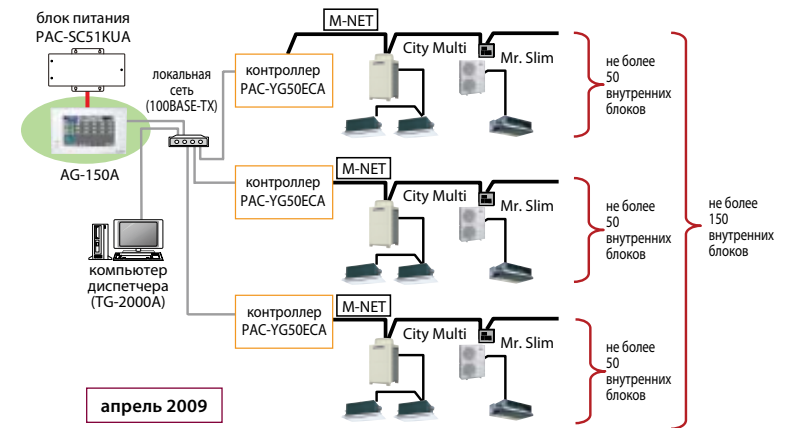 блок питания
PAC-SC51KUA
AG-150A
локальная
сеть
(100BASE-TX)
компьютер
диспетчера
(TG-2000A)
контроллер
PAC-YG50ECA
M-NET
City Multi
Mr. Slim
не более
50
внутренних
блоков
контроллер
PAC-YG50ECA
M-NET
City Multi
Mr. Slim
не более
50
внутренних
блоков
не более
150
внутренних
блоков
контроллер
PAC-YG50ECA
M-NET
City Multi
Mr. Slim
не более
50
внутренних
блоков
апрель 2009